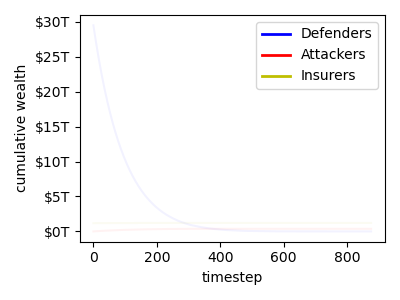 $30T
$25T
$20T
$15T
$10T
$5T
$0T
cumulative wealth
Defenders
Attackers
Insurers
0 200 400 600 800
timestep